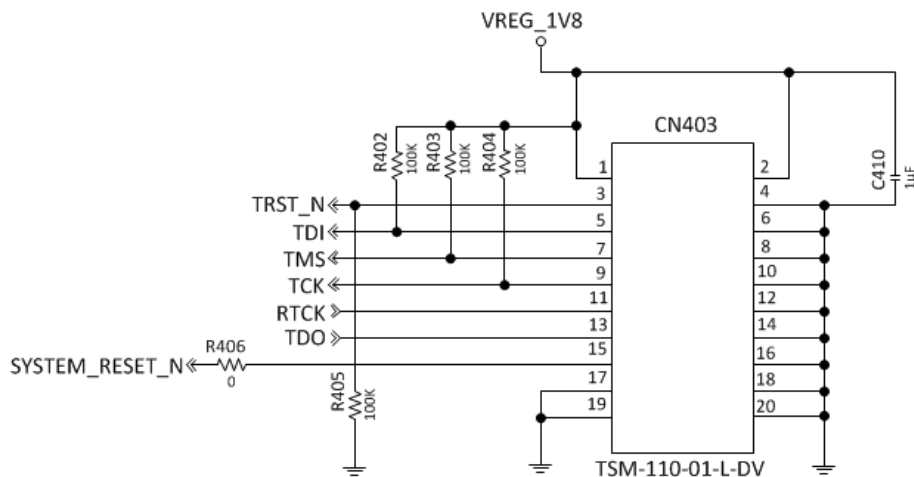 VREG_1V8
CN403
R402
100K
R403
100K
R404
100K
C410
1uF
1
2
TRST_N
3
4
TDI
5
6
TMS
7
8
TCK
9
10
RTCK
11
12
TDO
13
14
SYSTEM_RESET_N
R406
0
15
16
R405
100K
17
18
19
20
TSM-110-01-L-DV